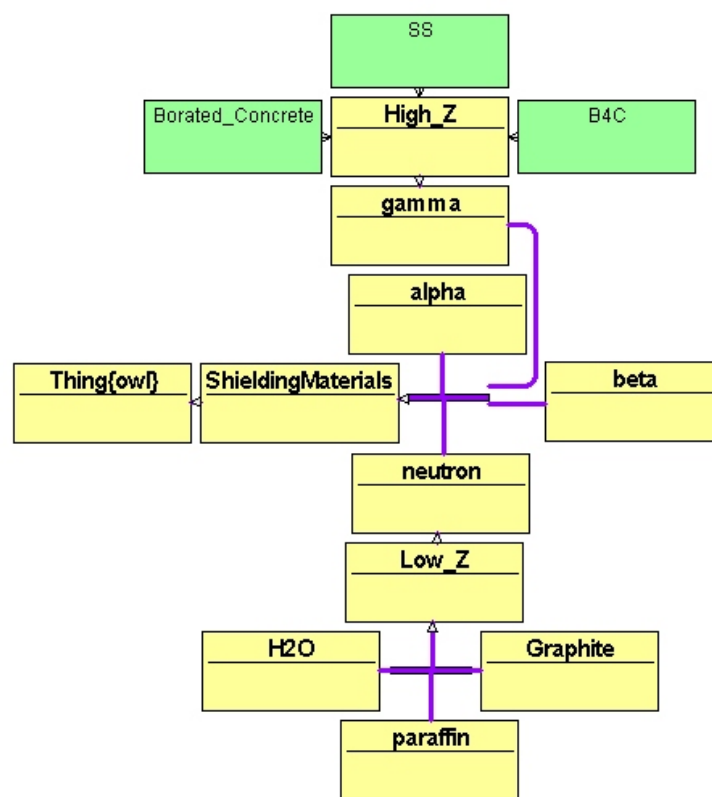 SS
Borated_Concrete
High_Z
B4C
gamma
alpha
Thing{owl}
ShieldingMaterials
beta
neutron
Low_Z
H2O
Graphite
paraffin